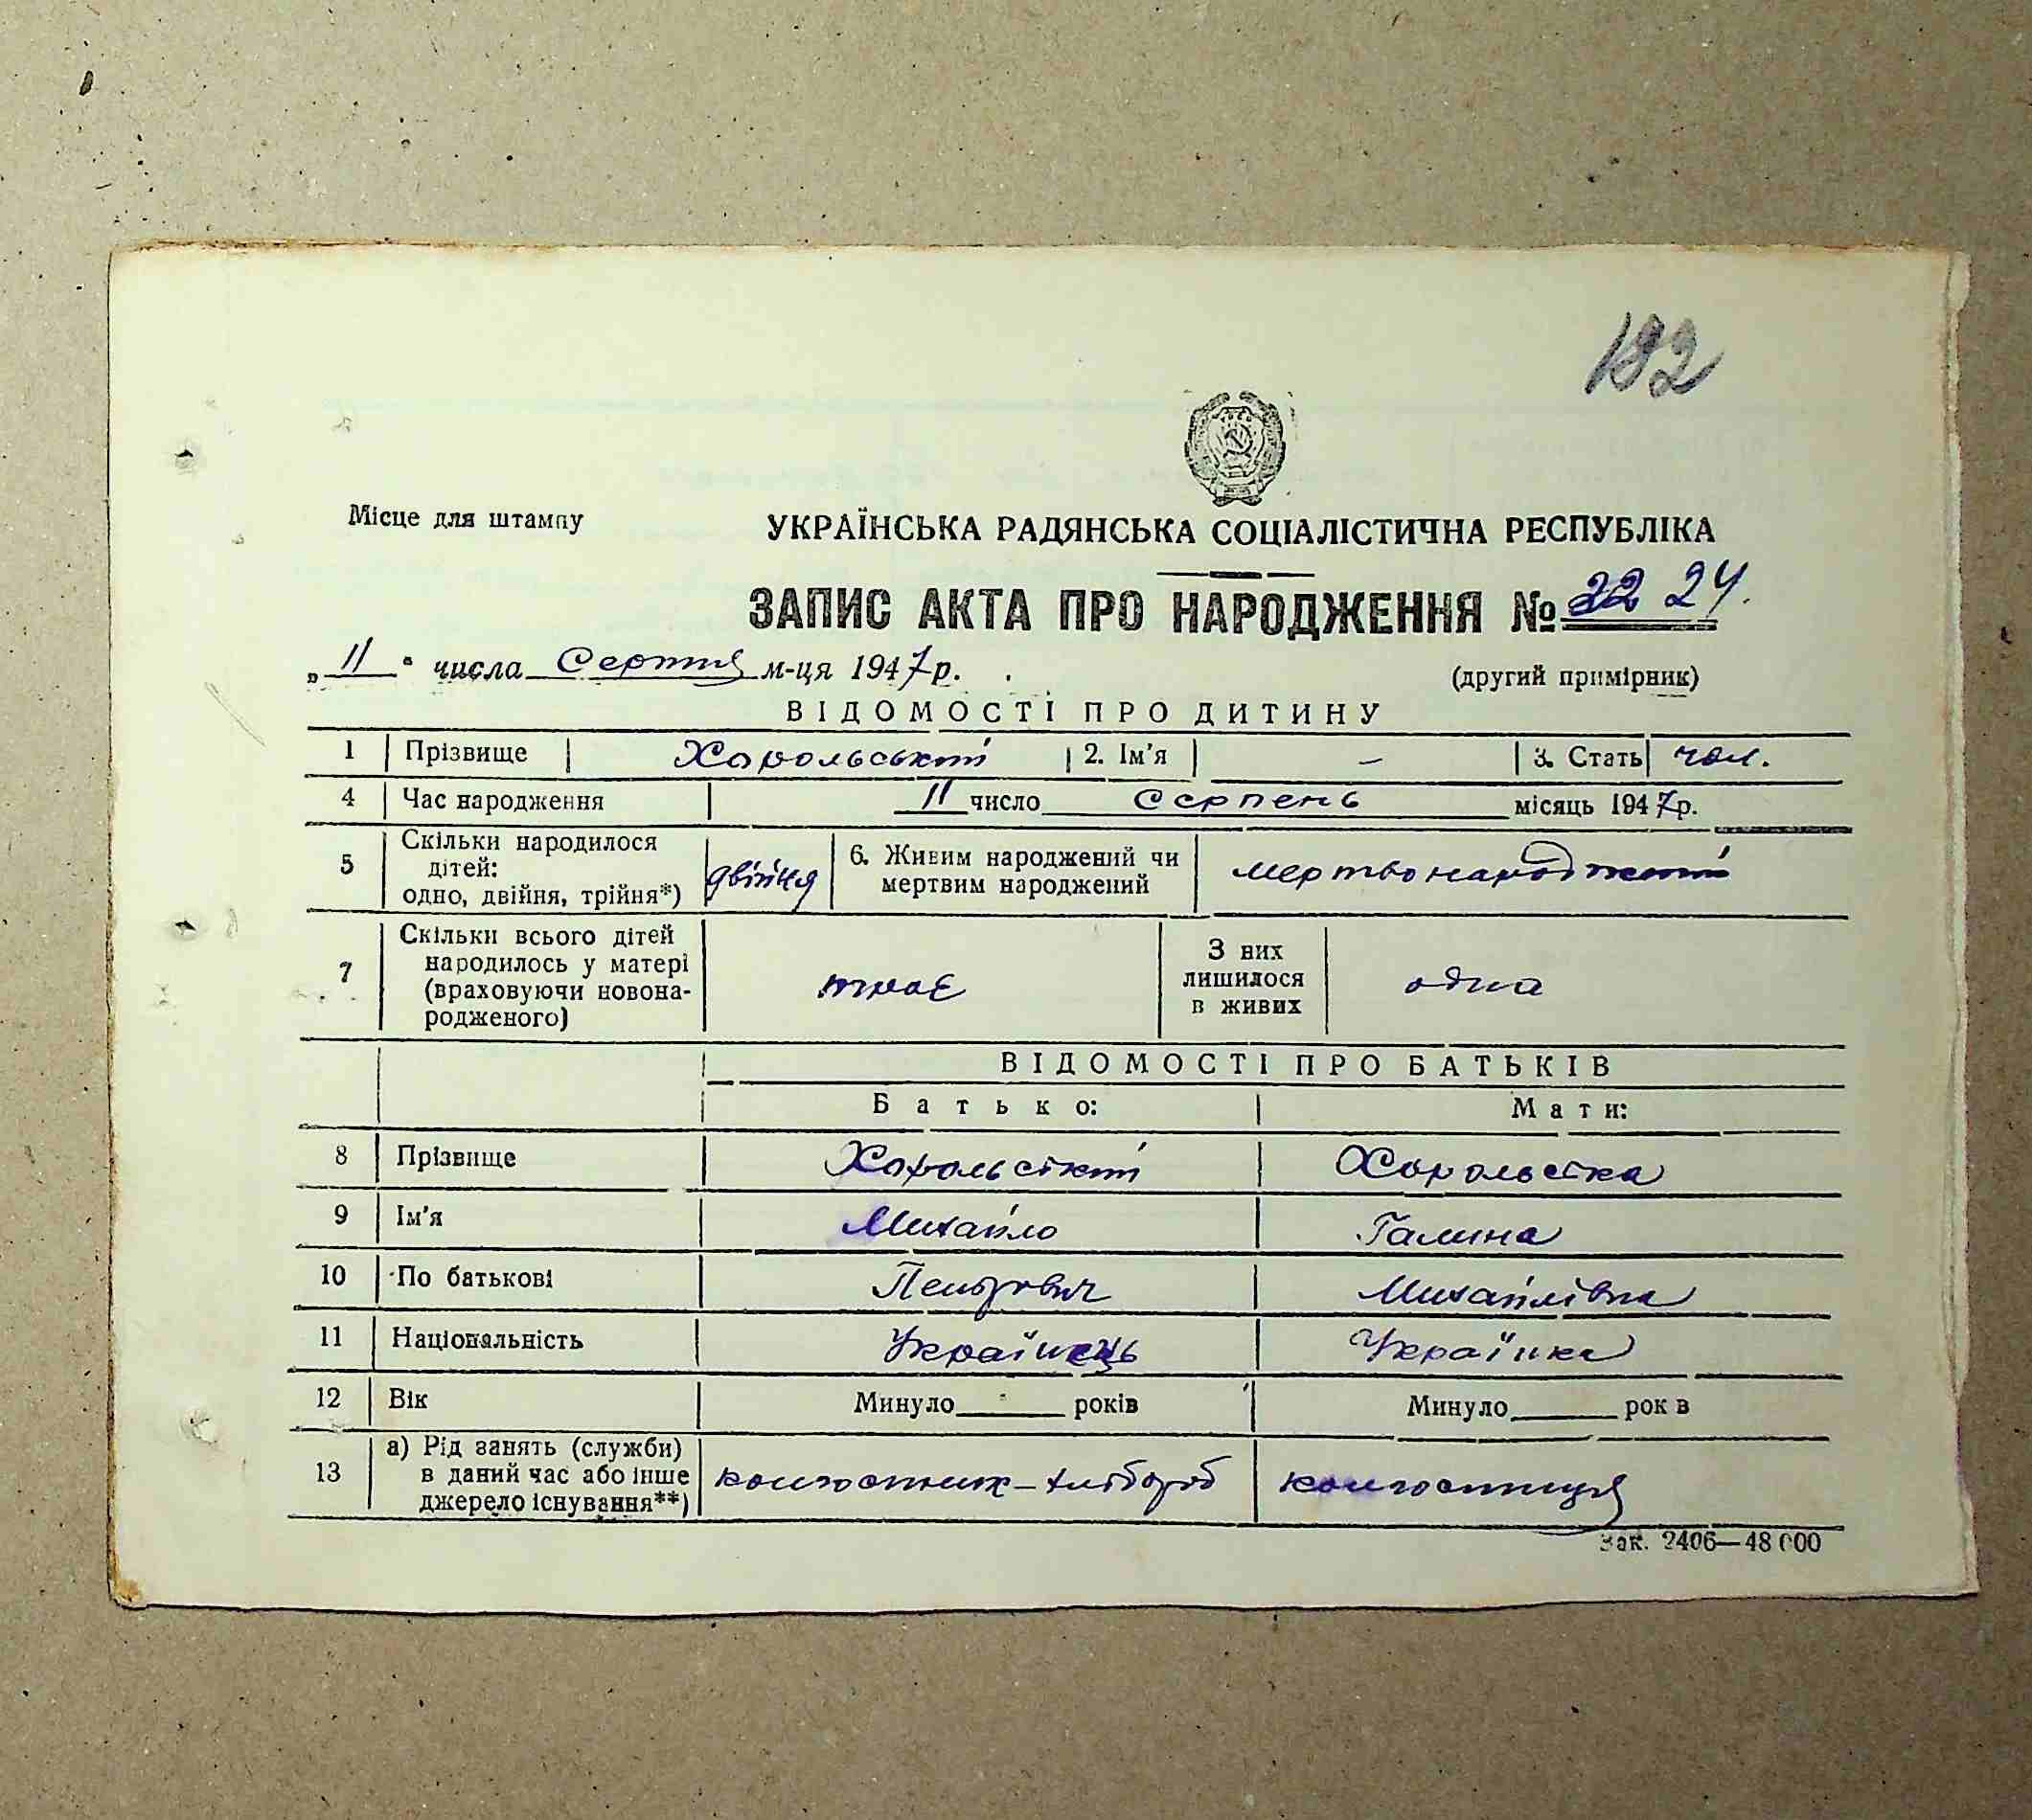 192
Місце для штампу
УКРАЇНСЬКА РАДЯНСЬКА СОЦІАЛІСТИЧНА РЕСПУБЛІКА
ЗАПИС АКТА ПРО НАРОДЖЕННЯ № 22 24.
„11“ числа Серпня м-ця 1947р.
(другий примірник)
ВІДОМОСТІ ПРО ДИТИНУ
1 Прізвище Хорольський 2. Ім'я – 3. Стать чол.
4 Час народження 11 число Серпень місяць 1947р.
5 Скільки народилося дітей: одно, двійня, трійня*) двійня 6. Живим народжений чи мертвим народжений мертвонароджений
7 Скільки всього дітей народилось у матері (враховуючи новонародженого) троє З них лишилося в живих одна
ВІДОМОСТІ ПРО БАТЬКІВ
Батько: Мати:
8 Прізвище Хорольський Хорольська
9 Ім'я Михайло Галина
10 По батькові Петрович Михайлівна
11 Національність Українець Українка
12 Вік Минуло років Минуло рок в
13 а) Рід занять (служби) в даний час або інше джерело існування**) колгоспник-хлібороб колгоспниця
Зак. 2406—48 000